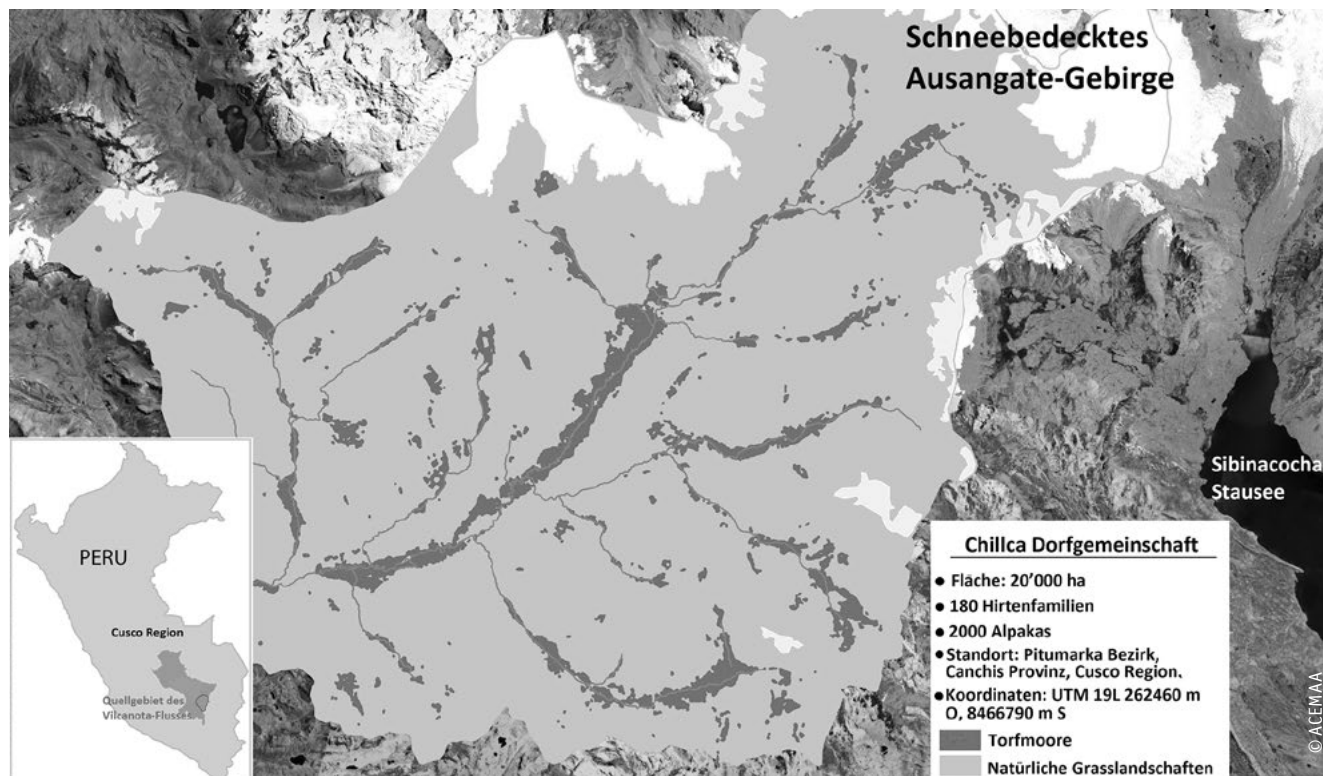 Schneebedecktes
Ausangate-Gebirge
Sibinacocha
Stausee
PERU
Cusco Region
Quellgebiet des
Vilcanota-Flusses
Chillca Dorfgemeinschaft
● Fläche: 20'000 ha
● 180 Hirtenfamilien
● 2000 Alpakas
● Standort: Pitumarka Bezirk,
Canchis Provinz, Cusco Region.
● Koordinaten: UTM 19L 262460 m
O, 8466790 m S
Torfmoore
Natürliche Grasslandschaften
© ACEMAA